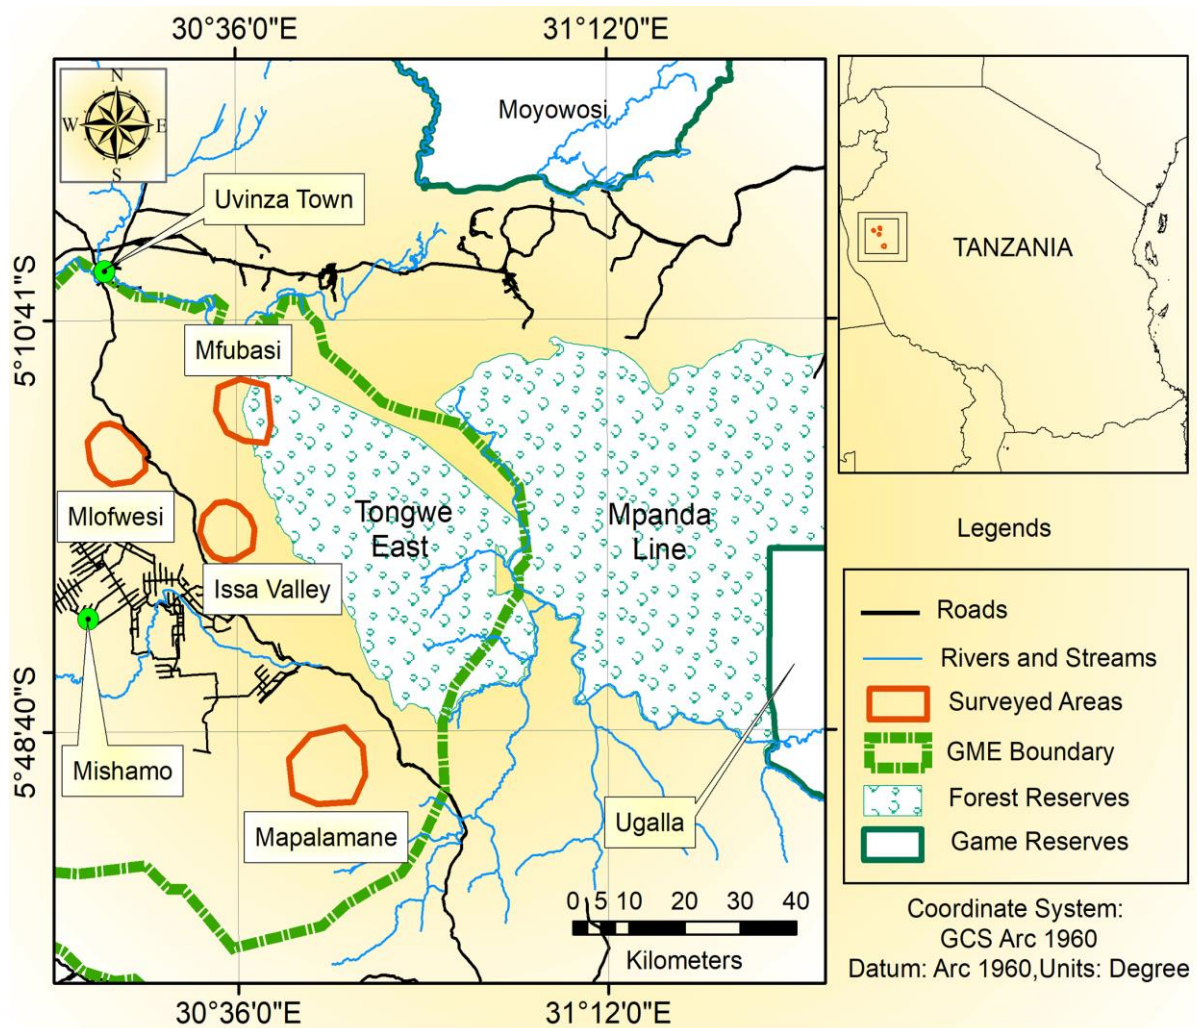 30°36'0"E
31°12'0"E
N
W
E
S
Moyowosi
Uvinza Town
5°10'41"S
Mfubasi
TANZANIA
Mlofwesi
Tongwe
East
Mpanda
Line
Issa Valley
5°48'40"S
Mishamo
Mapalamane
Ugalla
0 5 10 20 30 40
Kilometers
30°36'0"E
31°12'0"E
Legends
Roads
Rivers and Streams
Surveyed Areas
GME Boundary
Forest Reserves
Game Reserves
Coordinate System:
GCS Arc 1960
Datum: Arc 1960,Units: Degree